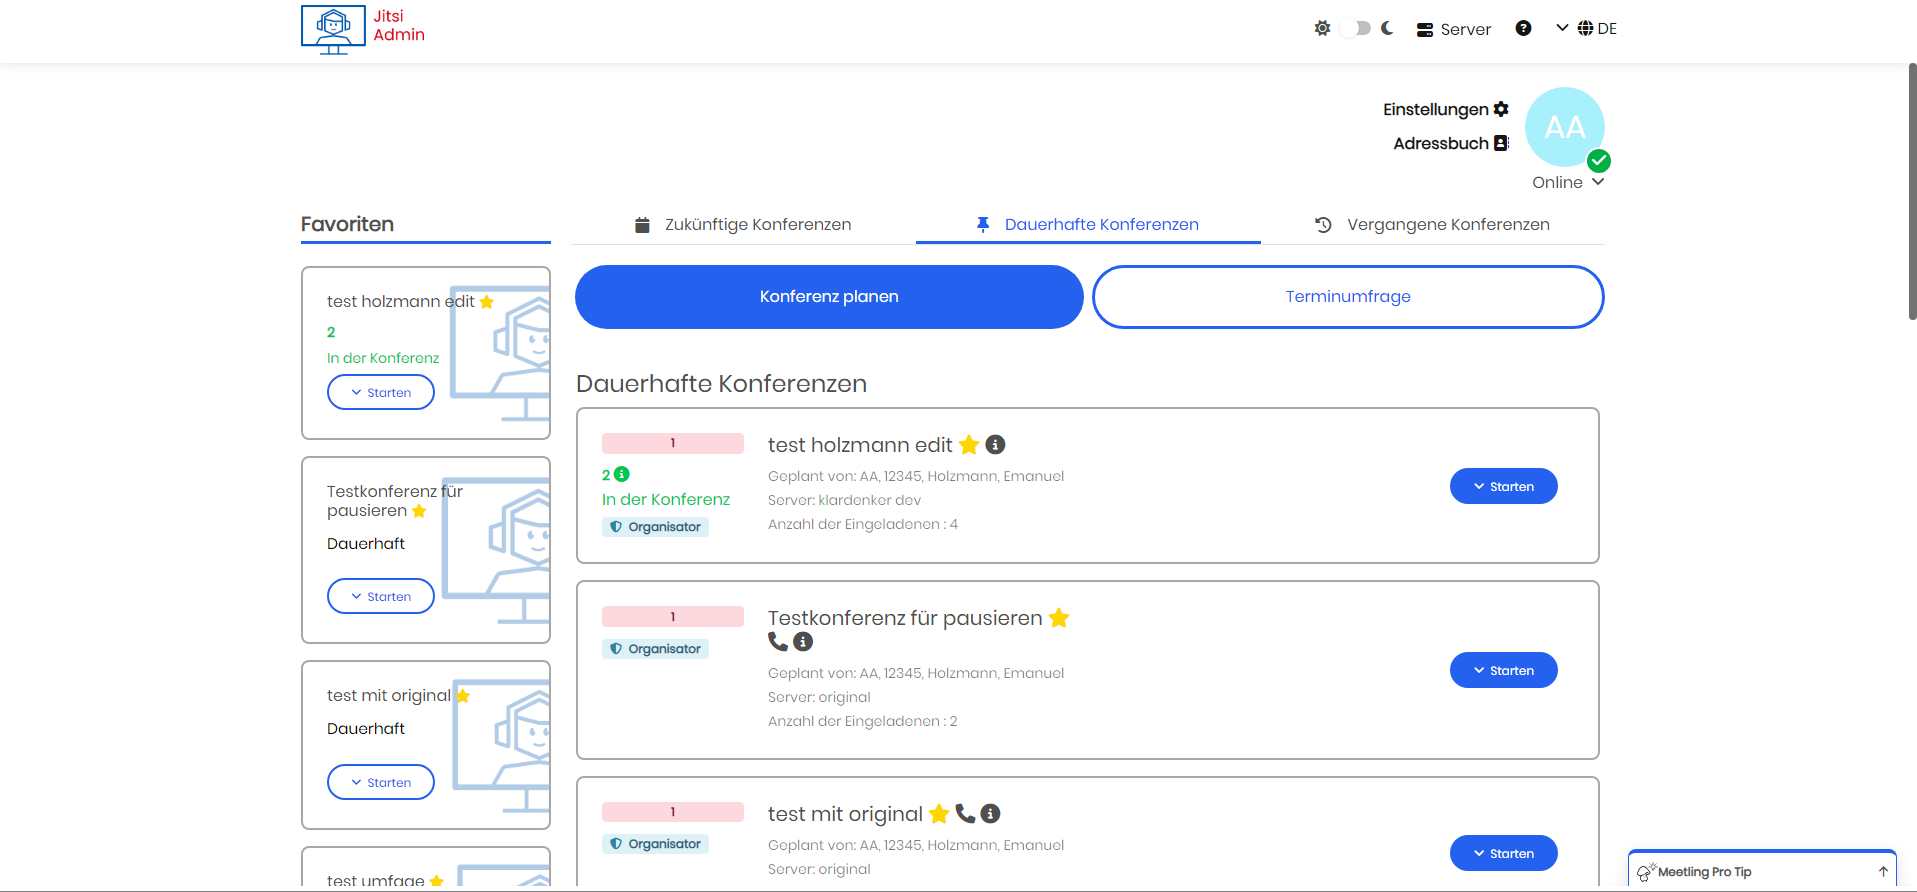 Jitsi
Admin
Server
DE
Einstellungen
Adressbuch
AA
Online
Favoriten
Zukünftige Konferenzen
Dauerhafte Konferenzen
Vergangene Konferenzen
test holzmann edit
2
In der Konferenz
Starten
Testkonferenz für
pausieren
Dauerhaft
Starten
test mit original
Dauerhaft
Starten
test umfage
Konferenz planen
Terminumfrage
Dauerhafte Konferenzen
1
2
In der Konferenz
Organisator
test holzmann edit
Geplant von: AA, 12345, Holzmann, Emanuel
Server: klardenker dev
Anzahl der Eingeladenen : 4
Starten
1
Organisator
Testkonferenz für pausieren
Geplant von: AA, 12345, Holzmann, Emanuel
Server: original
Anzahl der Eingeladenen : 2
Starten
1
Organisator
test mit original
Geplant von: AA, 12345, Holzmann, Emanuel
Server: original
Starten
Meetling Pro Tip